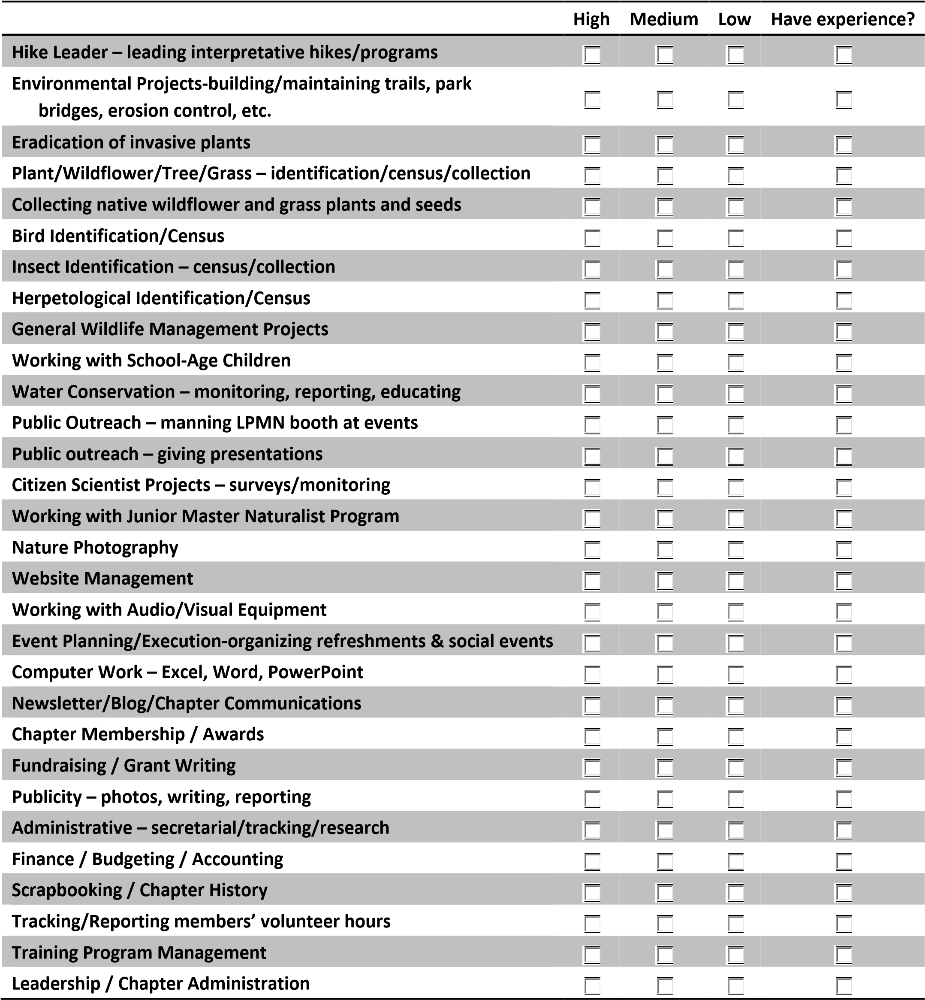 High Medium Low Have experience?
Hike Leader – leading interpretative hikes/programs
Environmental Projects-building/maintaining trails, park
bridges, erosion control, etc.
Eradication of invasive plants
Plant/Wildflower/Tree/Grass – identification/census/collection
Collecting native wildflower and grass plants and seeds
Bird Identification/Census
Insect Identification – census/collection
Herpetological Identification/Census
General Wildlife Management Projects
Working with School-Age Children
Water Conservation – monitoring, reporting, educating
Public Outreach – manning LPMN booth at events
Public outreach – giving presentations
Citizen Scientist Projects – surveys/monitoring
Working with Junior Master Naturalist Program
Nature Photography
Website Management
Working with Audio/Visual Equipment
Event Planning/Execution-organizing refreshments & social events
Computer Work – Excel, Word, PowerPoint
Newsletter/Blog/Chapter Communications
Chapter Membership / Awards
Fundraising / Grant Writing
Publicity – photos, writing, reporting
Administrative – secretarial/tracking/research
Finance / Budgeting / Accounting
Scrapbooking / Chapter History
Tracking/Reporting members’ volunteer hours
Training Program Management
Leadership / Chapter Administration